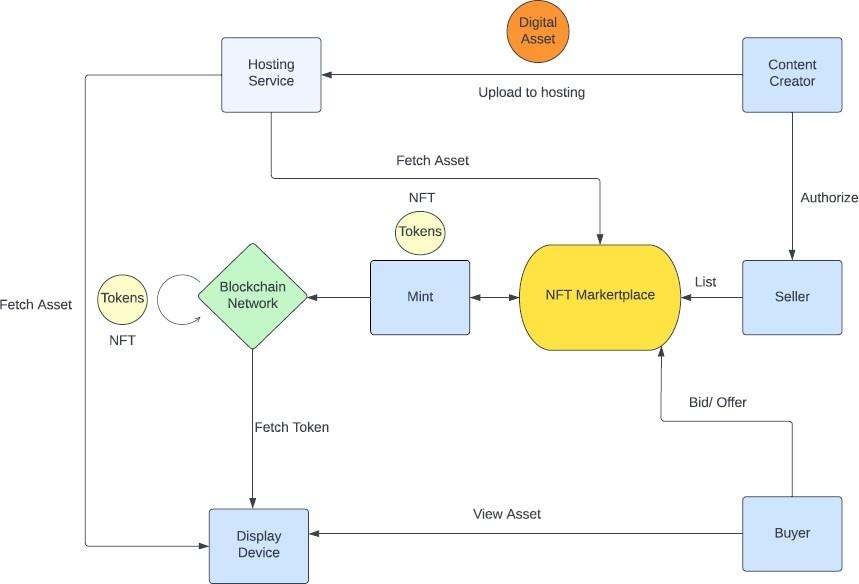 Digital
Asset
Hosting
Service
Content
Creator
Upload to hosting
Fetch Asset
NFT
Tokens
Authorize
Blockchain
Network
Tokens
NFT
Fetch Asset
Mint
NFT Markertplace
List
Seller
Bid/ Offer
Fetch Token
View Asset
Display
Device
Buyer